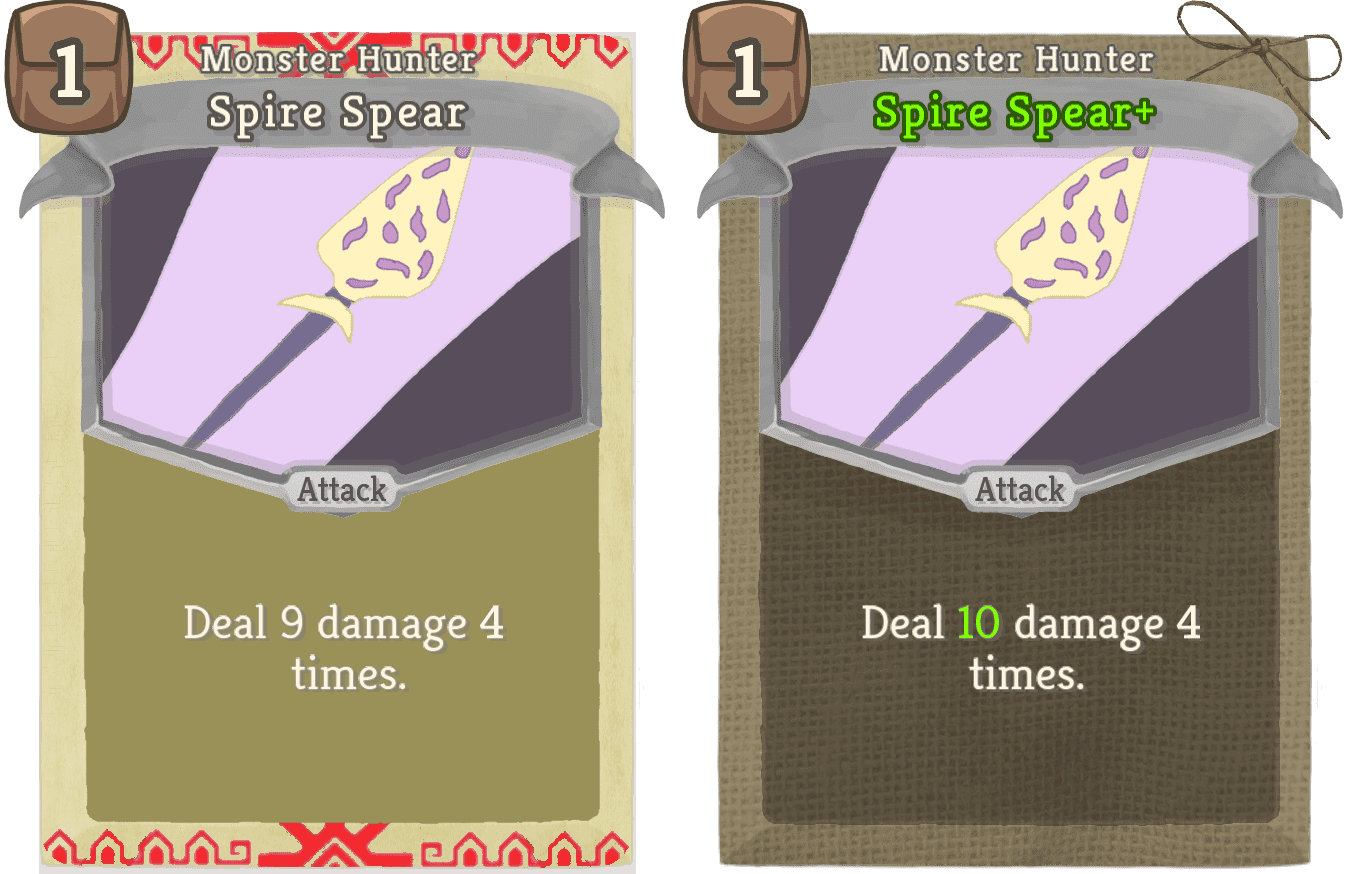 1
Monster Hunter
Spire Spear
Attack
Deal 9 damage 4
times.
1
Monster Hunter
Spire Spear+
Attack
Deal 10 damage 4
times.